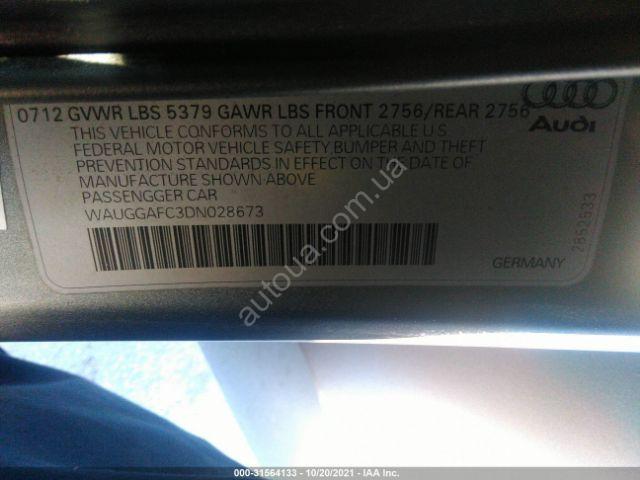 0712 GVWR LBS 5379 GAWR LBS FRONT 2756/REAR 2756
Audi
THIS VEHICLE CONFORMS TO ALL APPLICABLE U.S.
FEDERAL MOTOR VEHICLE SAFETY BUMPER AND THEFT
PREVENTION STANDARDS IN EFFECT ON THE DATE OF
MANUFACTURE SHOWN ABOVE
PASSENGGER CAR
WAUGGAFC3DN028673
2852533
GERMANY
autoua.com.ua
000-31564133 - 10/20/2021 - IAA Inc.